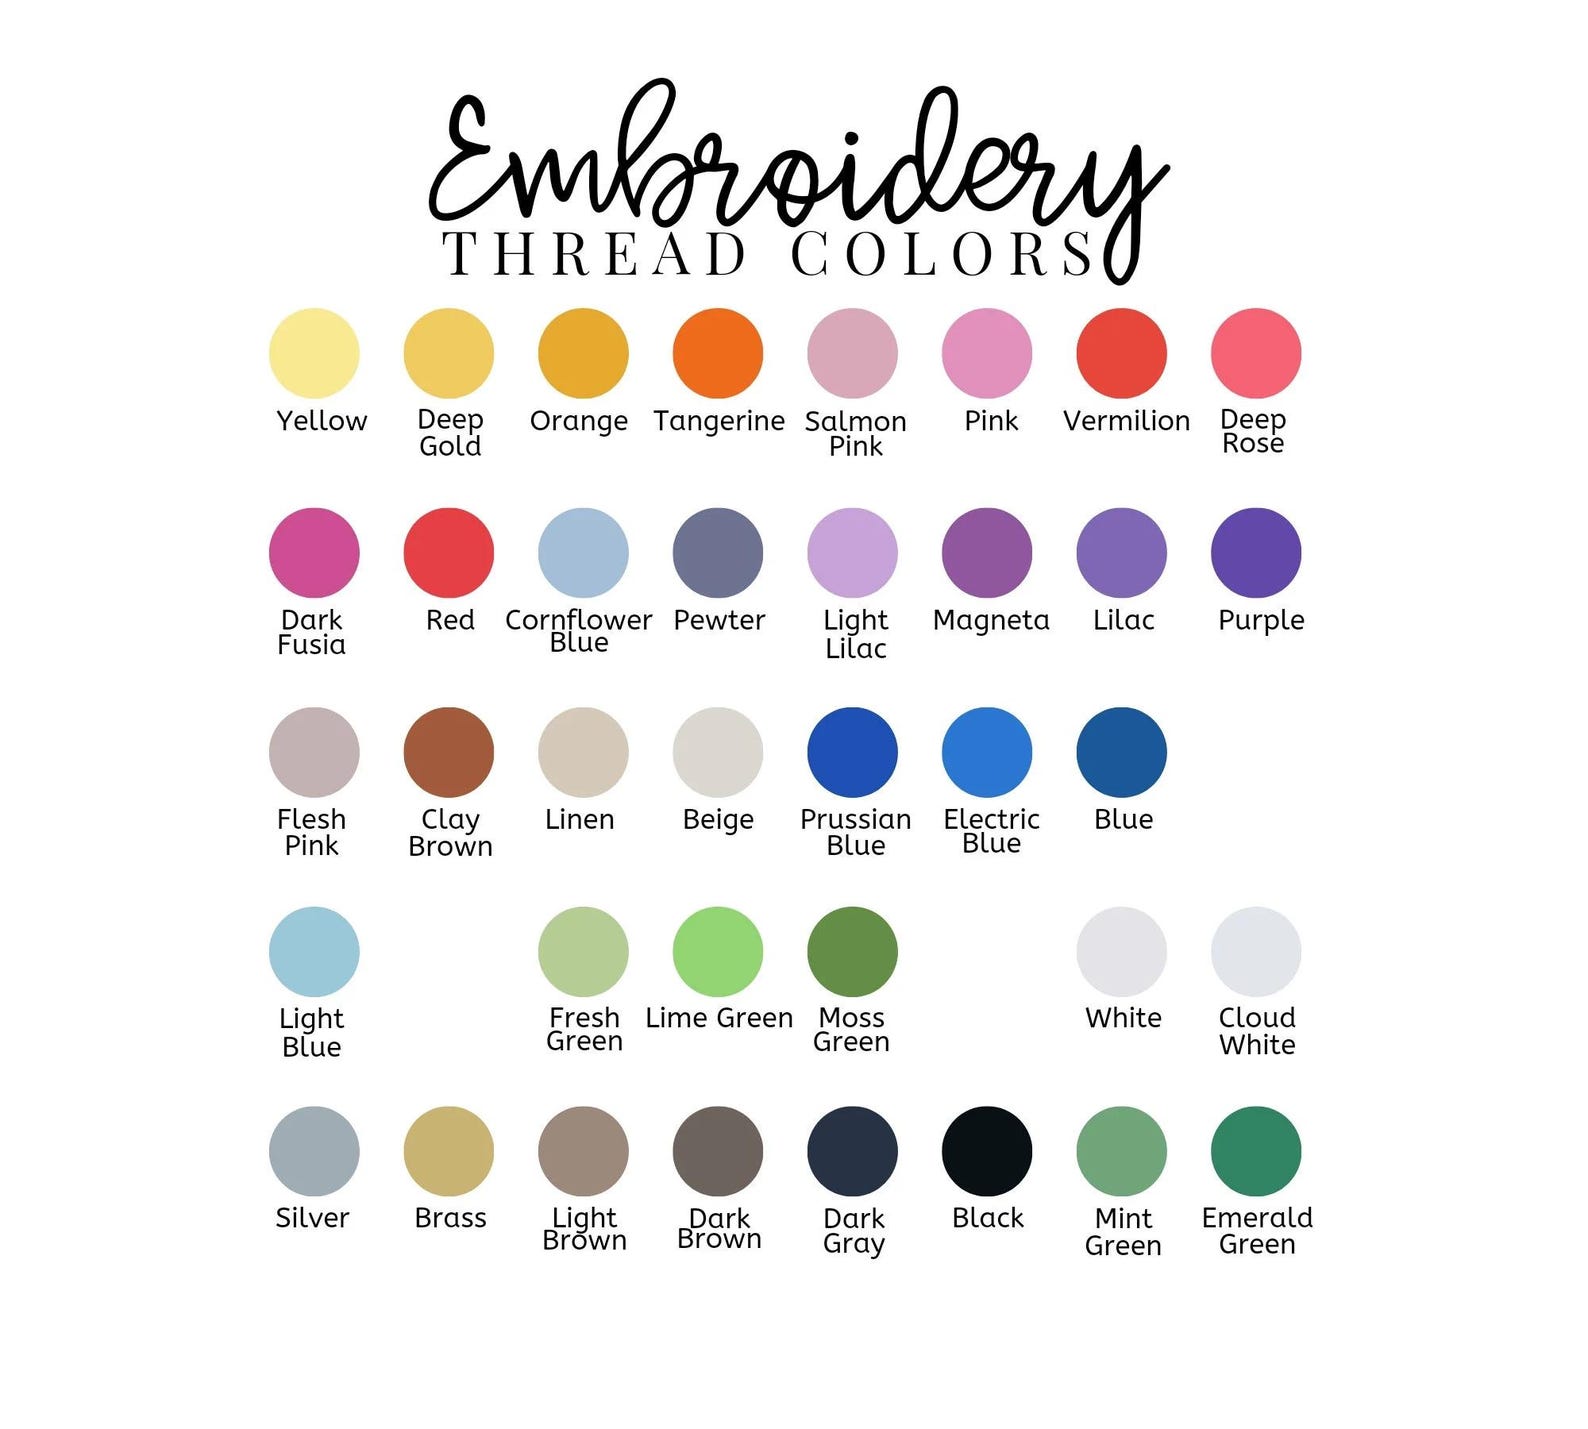 Embroidery
THREAD COLORS
Yellow
Deep
Gold
Orange
Tangerine
Salmon
Pink
Pink
Vermilion
Deep
Rose
Dark
Fusia
Red
Cornflower
Blue
Pewter
Light
Lilac
Magneta
Lilac
Purple
Flesh
Pink
Clay
Brown
Linen
Beige
Prussian
Blue
Electric
Blue
Blue
Light
Blue
Fresh
Green
Lime Green
Moss
Green
White
Cloud
White
Silver
Brass
Light
Brown
Dark
Brown
Dark
Gray
Black
Mint
Green
Emerald
Green